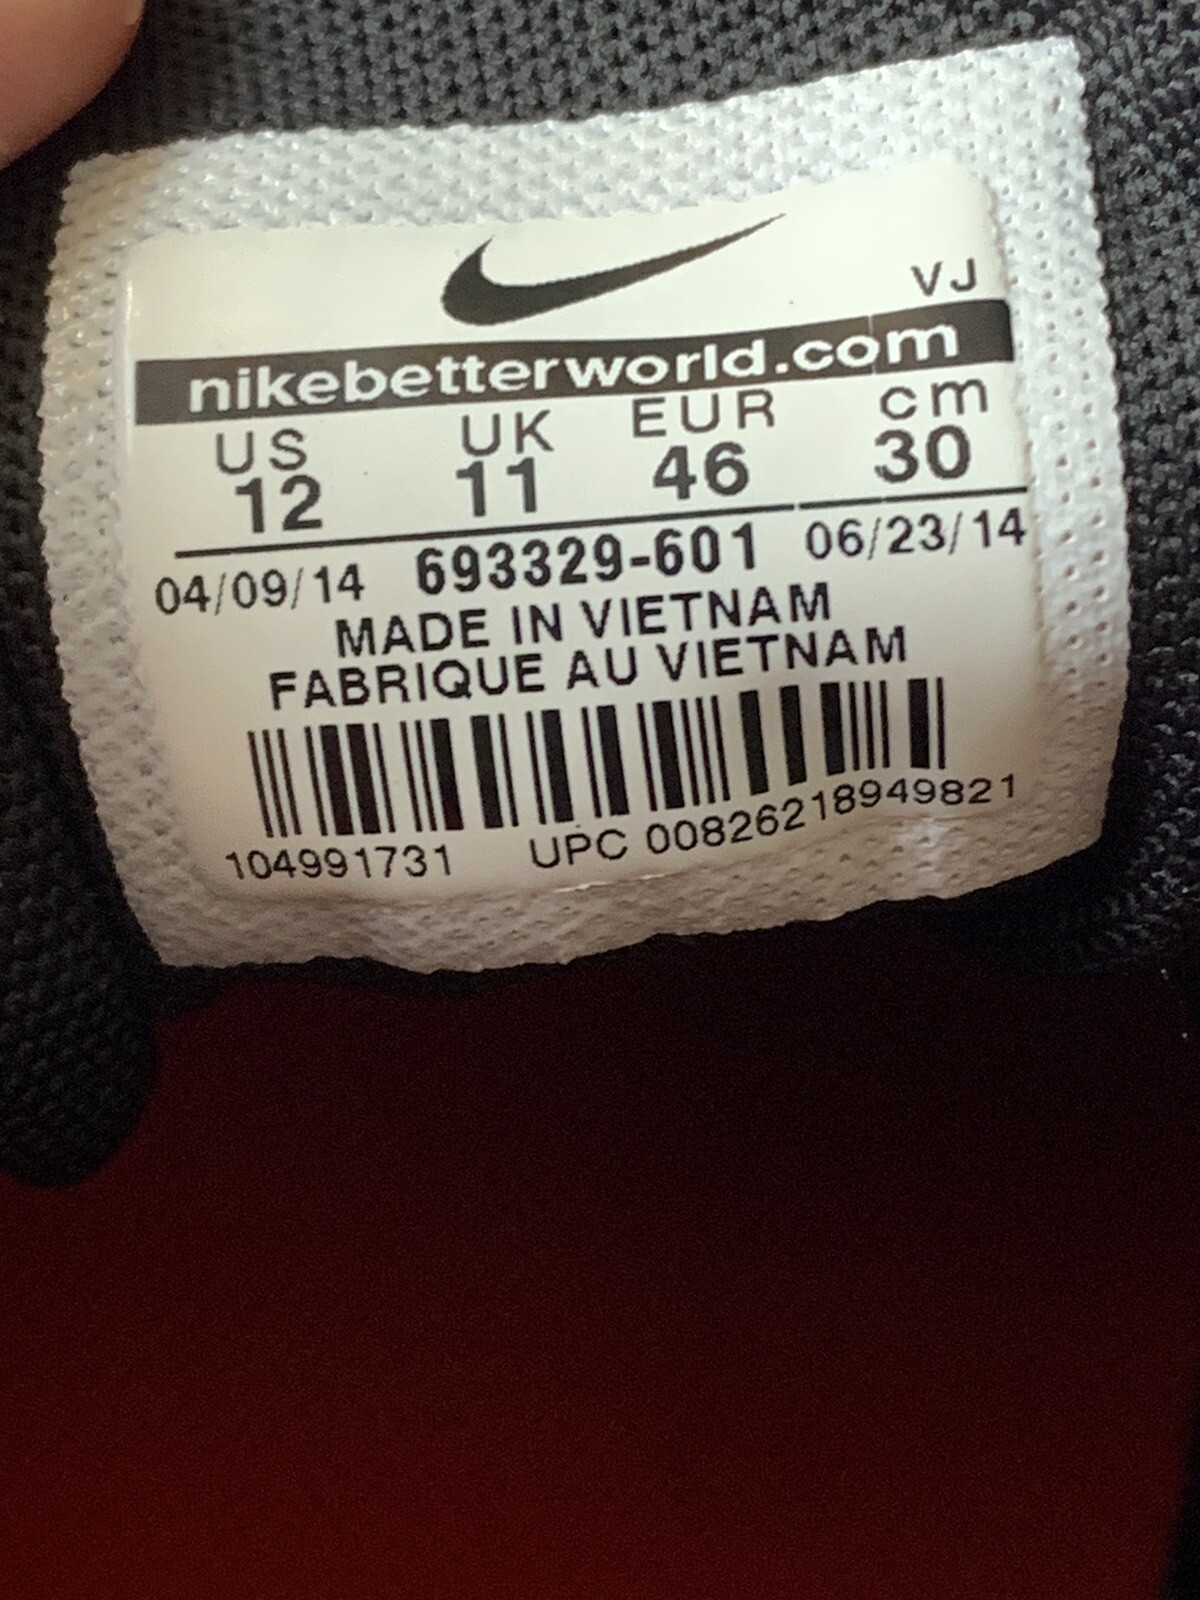 VJ
nikebetterworld.com
US UK EUR cm
12 11 46 30
04/09/14 693329-601 06/23/14
MADE IN VIETNAM
FABRIQUE AU VIETNAM
104991731 UPC 00826218949821